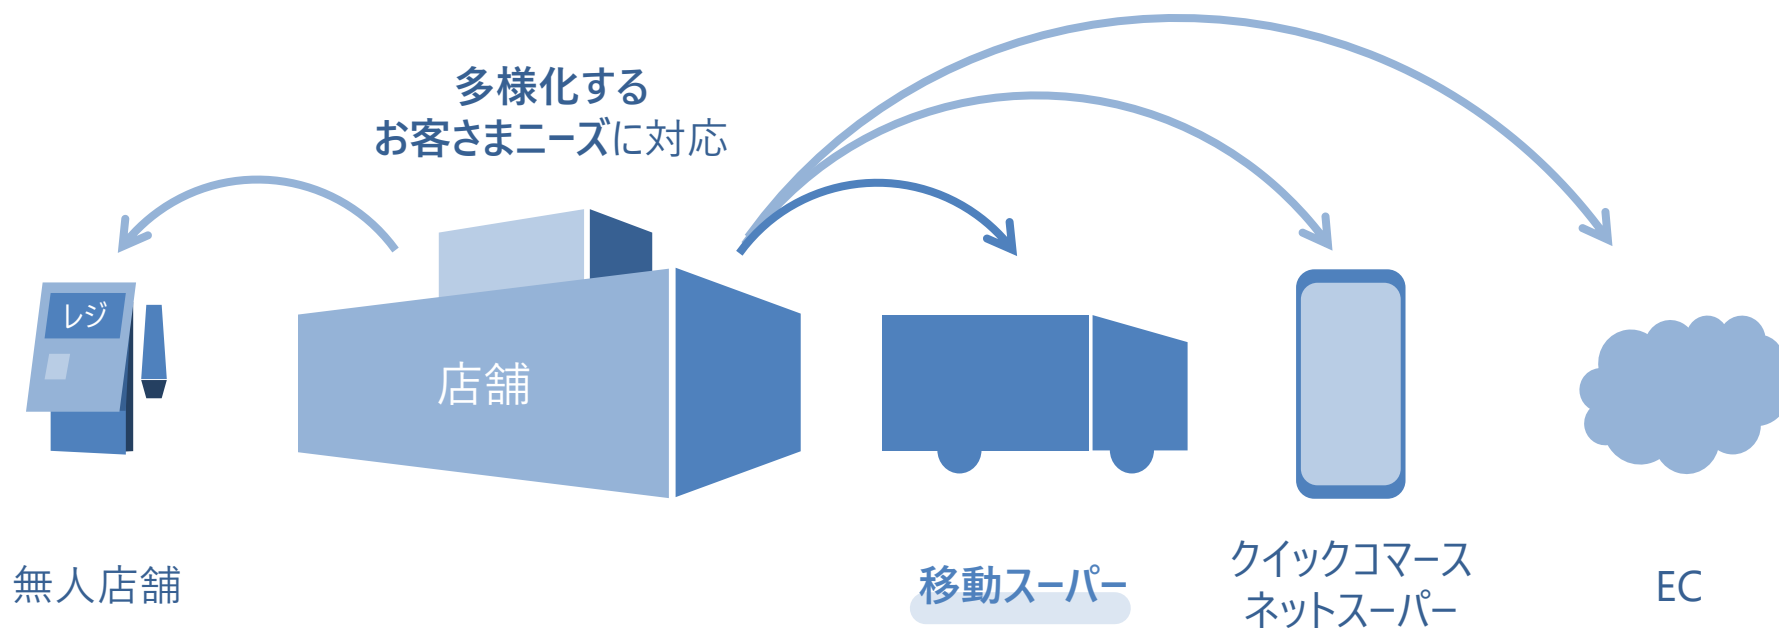 多様化する
お客さまニーズに対応
レジ
店舗
無人店舗
移動スーパー
クイックコマース
ネットスーパー
EC